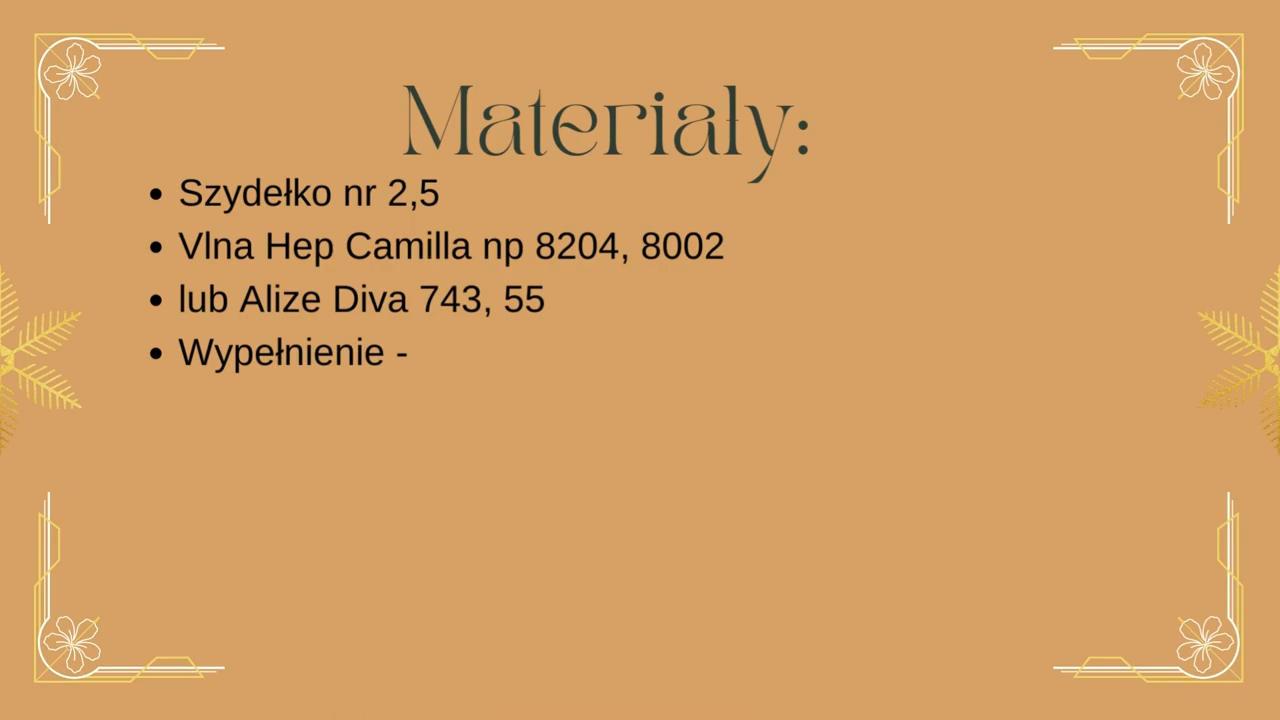 Materiały:
• Szydełko nr 2,5
• Vlna Hep Camilla np 8204, 8002
• lub Alize Diva 743, 55
• Wypełnienie -